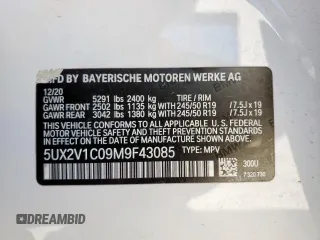 MFD BY BAYERISCHE MOTOREN WERKE AG
12/20
GVWR 5291 lbs 2400 kg TIRE / RIM
GAWR FRONT 2502 lbs 1135 kg WITH 245/50 R19 /7.5J x 19
GAWR REAR 3042 lbs 1380 kg WITH 245/50 R19 /7.5J x 19
THIS VEHICLE CONFORMS TO ALL APPLICABLE
U.S. FEDERAL MOTOR VEHICLE SAFETY, BUMPER,
AND THEFT PREVENTION STANDARDS IN EFFECT ON THE
DATE OF MANUFACTURE SHOWN ABOVE.
5UX2V1C09M9F43085 TYPE: MPV
300U